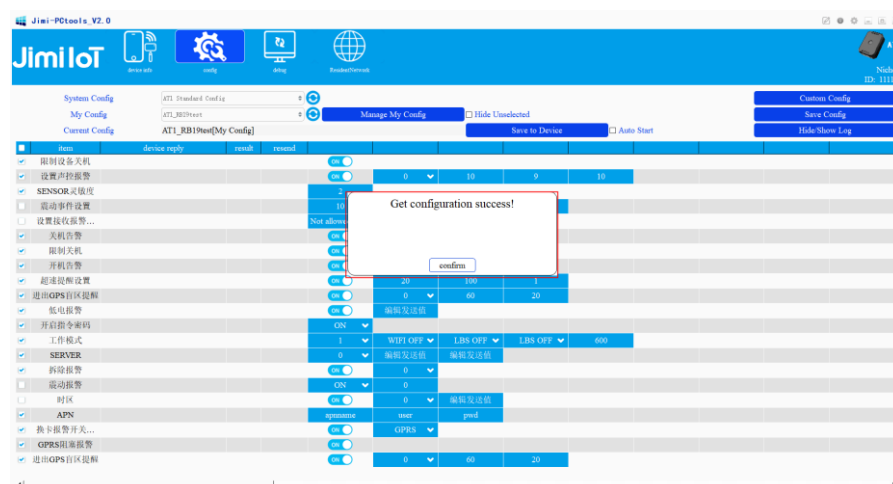 Jimi-PCtools_V2.0
Jimi IoT
device info config debug Resident Network
ID: 1111
System Config AT1 Standard Config Custom Config
My Config AT1_RB19test Manage My Config Hide Unselected Save Config
Current Config AT1_RB19test[My Config] Save to Device Auto Start Hide/Show Log
item device reply result resend
限制设备关机 ON
设置声控报警 ON 0 10 9 10
SENSOR灵敏度 2
震动事件设置 10
Get configuration success!
设置接收报警... Not allowe
关机告警 ON
限制关机 ON
开机告警 ON
confirm
超速提醒设置 ON 20 100 1
进出GPS盲区提醒 ON 0 60 20
低电报警 ON 编辑发送值
开启指令密码 ON
工作模式 1 WIFI OFF LBS OFF LBS OFF 600
SERVER 0 编辑发送值 编辑发送值
拆除报警 ON 0
震动报警 ON 0
时区 0 编辑发送值
APN apnname user pwd
换卡报警开关... ON GPRS
GPRS阻塞报警 ON
进出GPS盲区提醒 ON 0 60 20